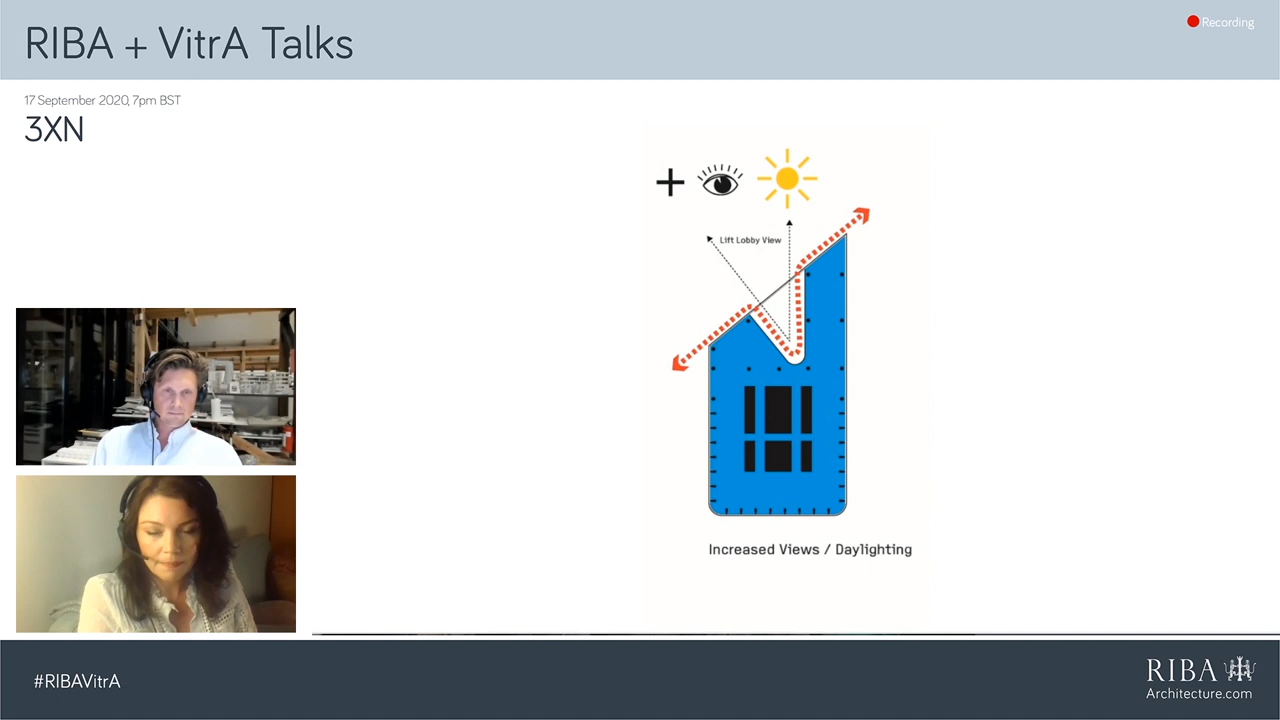 RIBA + VitrA Talks
Recording
17 September 2020, 7pm BST
3XN
Lift Lobby View
Increased Views / Daylighting
#RIBAVitrA
RIBA
Architecture.com